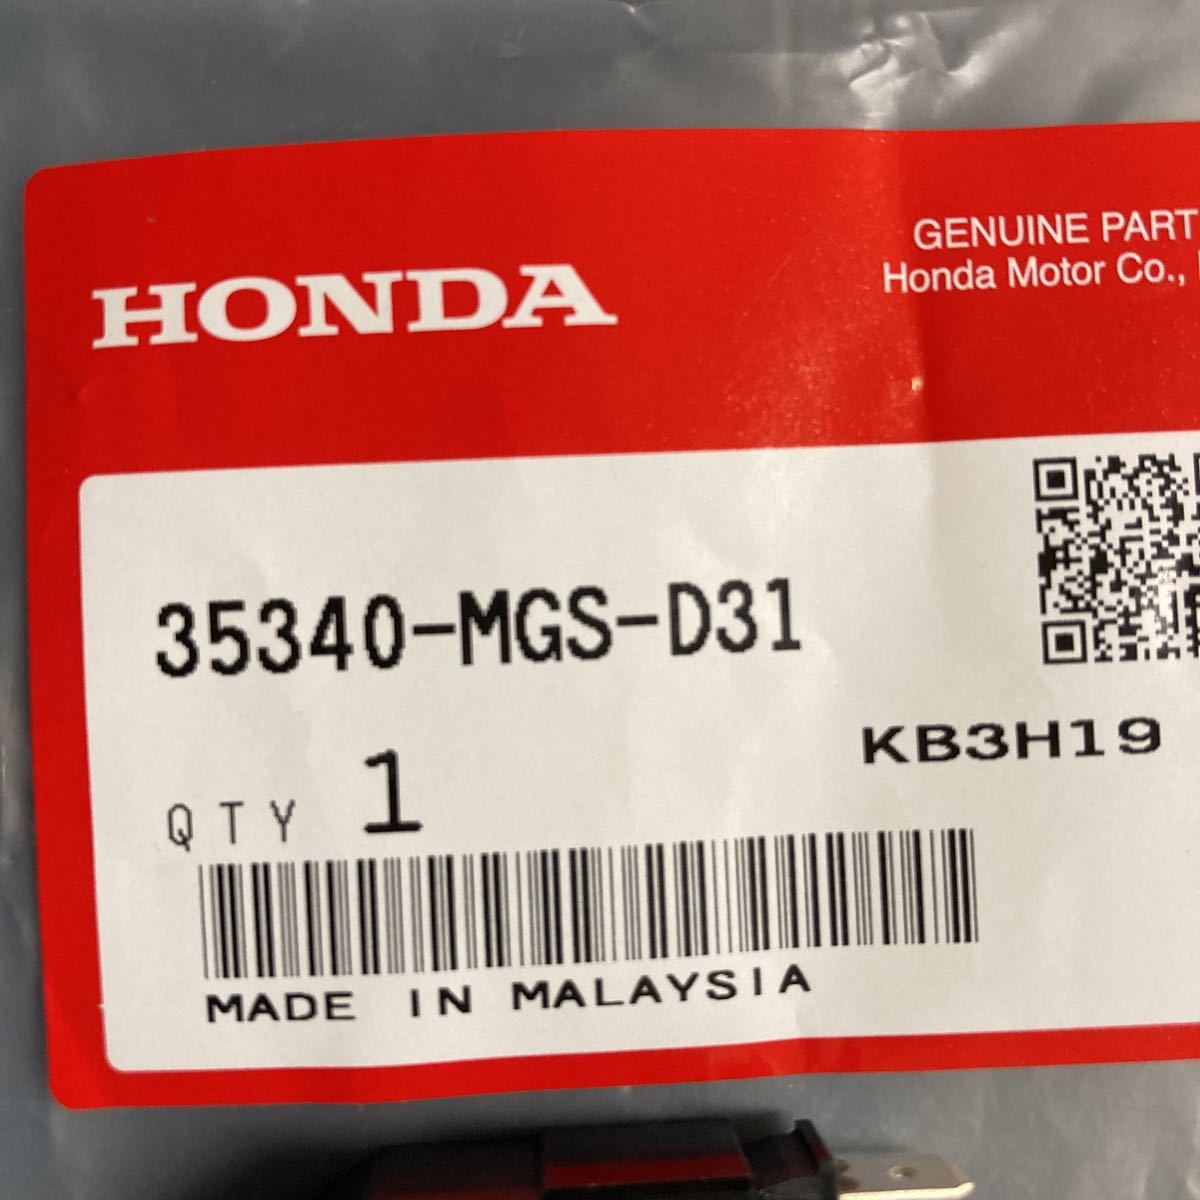 HONDA
GENUINE PART
Honda Motor Co.,
35340-MGS-D31
KB3H19
QTY 1
MADE IN MALAYSIA